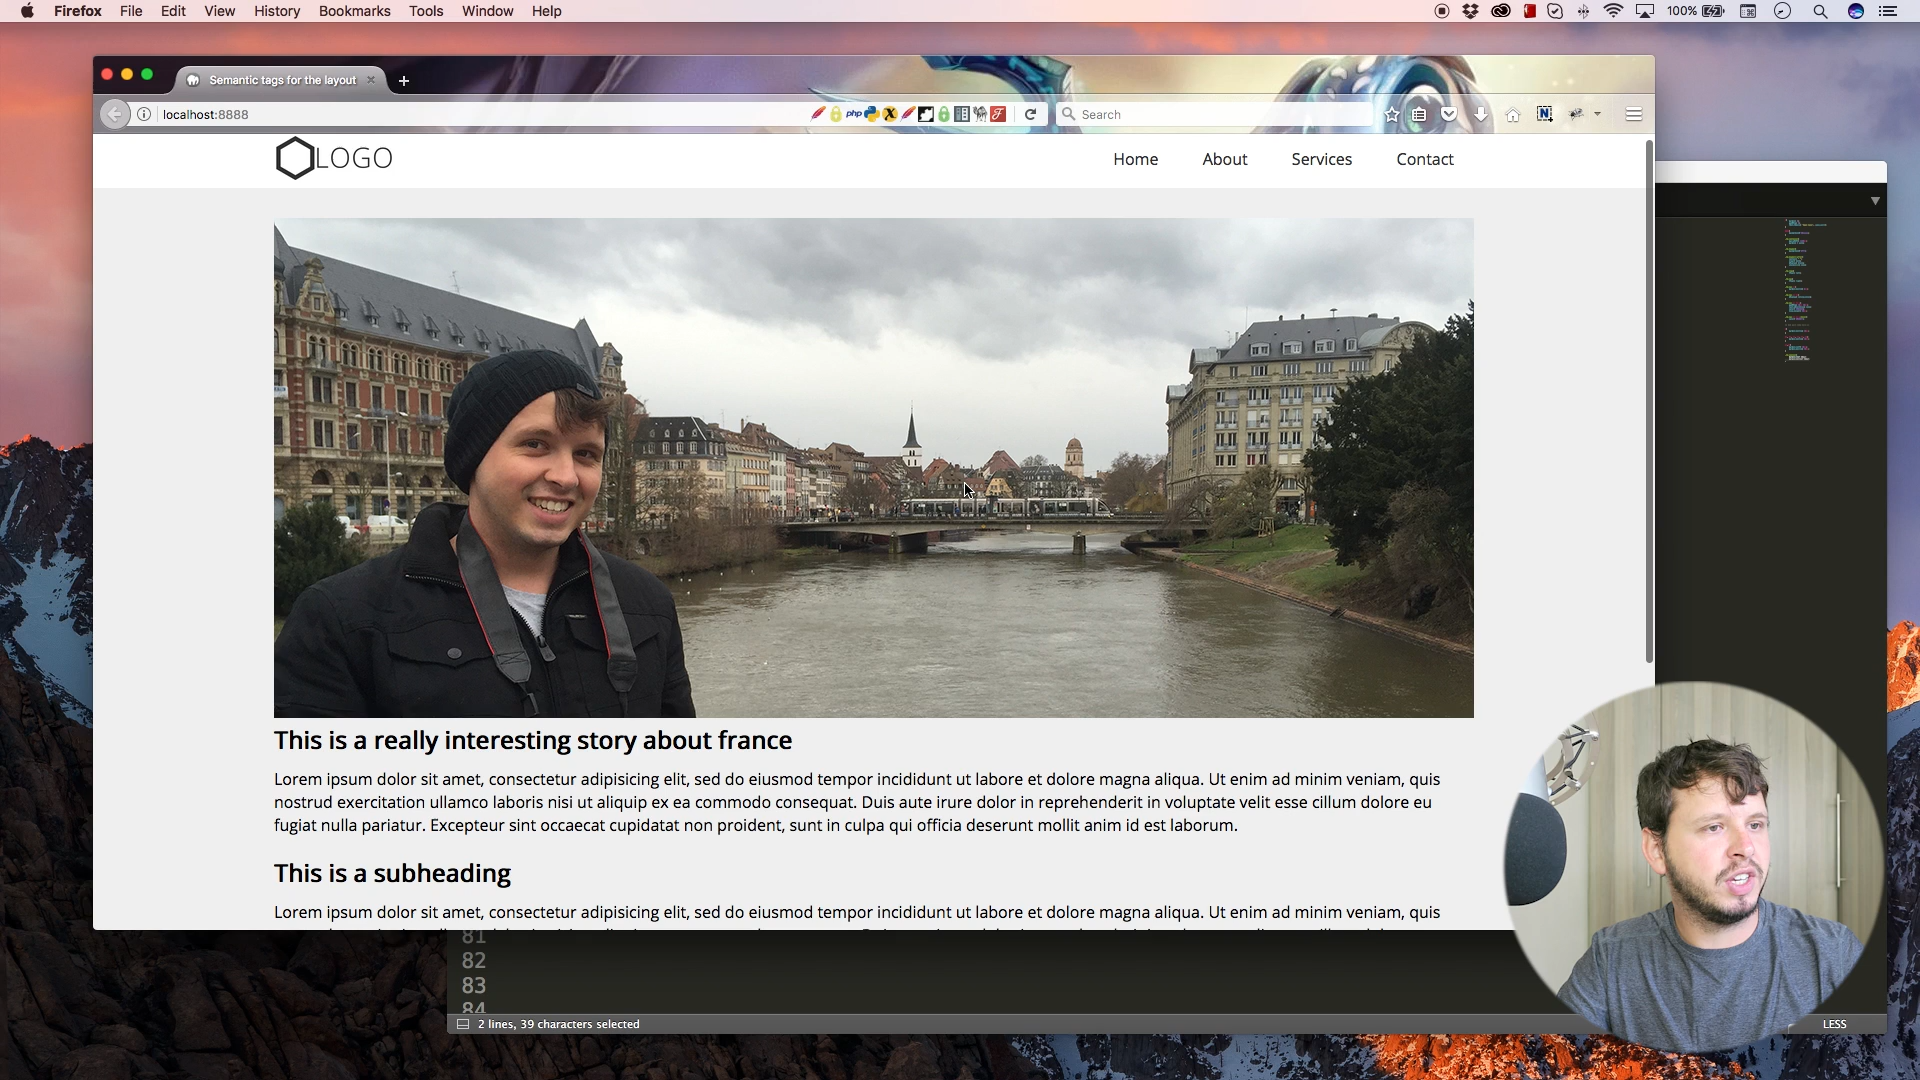 Firefox File Edit View History Bookmarks Tools Window Help
100%
Semantic tags for the layout
localhost:8888
php
Search
LOGO
Home About Services Contact
This is a really interesting story about france
Lorem ipsum dolor sit amet, consectetur adipisicing elit, sed do eiusmod tempor incididunt ut labore et dolore magna aliqua. Ut enim ad minim veniam, quis
nostrud exercitation ullamco laboris nisi ut aliquip ex ea commodo consequat. Duis aute irure dolor in reprehenderit in voluptate velit esse cillum dolore eu
fugiat nulla pariatur. Excepteur sint occaecat cupidatat non proident, sunt in culpa qui officia deserunt mollit anim id est laborum.
This is a subheading
Lorem ipsum dolor sit amet, consectetur adipisicing elit, sed do eiusmod tempor incididunt ut labore et dolore magna aliqua. Ut enim ad minim veniam, quis
81
82
83
84
2 lines, 39 characters selected
LESS